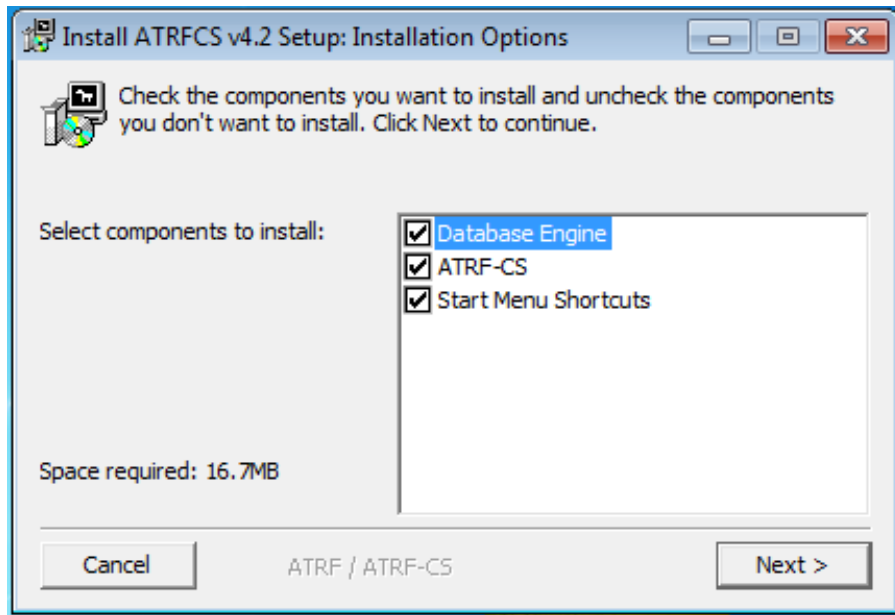 Install ATRFCS v4.2 Setup: Installation Options
Check the components you want to install and uncheck the components
you don't want to install. Click Next to continue.
Select components to install:
Database Engine
ATRF-CS
Start Menu Shortcuts
Space required: 16.7MB
Cancel
ATRF / ATRF-CS
Next >